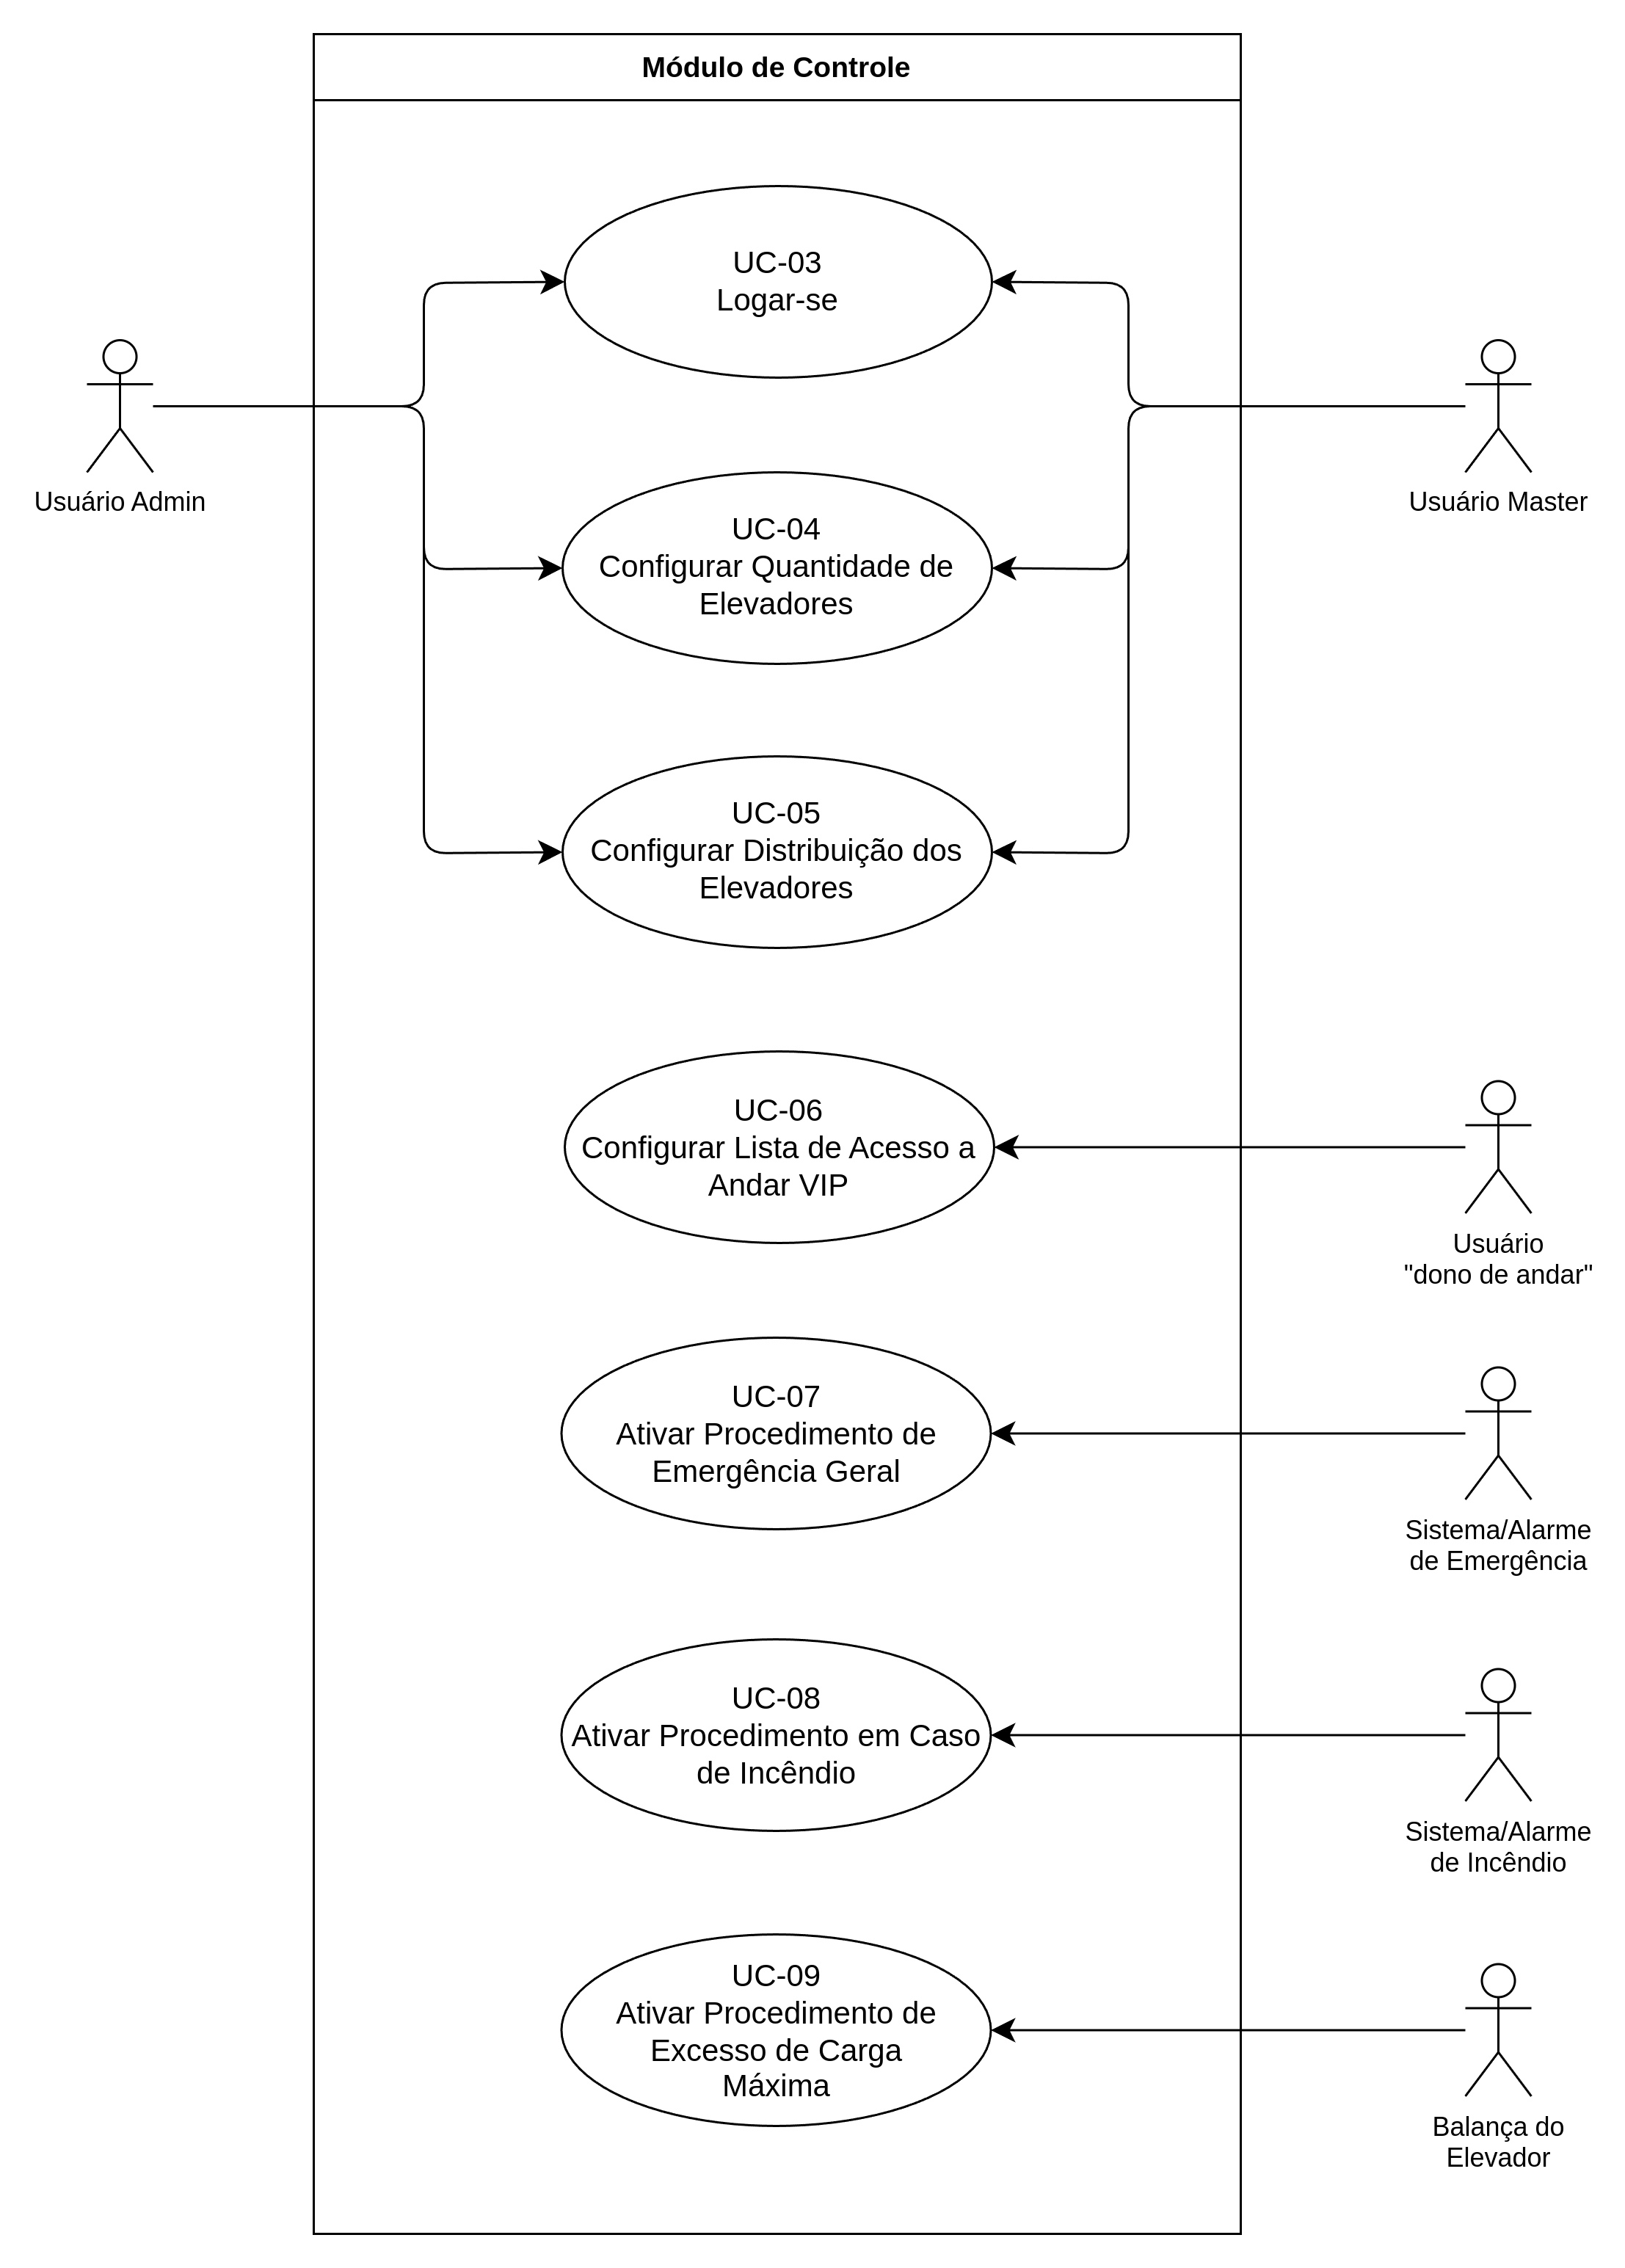 Módulo de Controle
UC-03
Logar-se
Usuário Admin
Usuário Master
UC-04
Configurar Quantidade de
Elevadores
UC-05
Configurar Distribuição dos
Elevadores
UC-06
Configurar Lista de Acesso a
Andar VIP
Usuário
"dono de andar"
UC-07
Ativar Procedimento de
Emergência Geral
Sistema/Alarme
de Emergência
UC-08
Ativar Procedimento em Caso
de Incêndio
Sistema/Alarme
de Incêndio
UC-09
Ativar Procedimento de
Excesso de Carga
Máxima
Balança do
Elevador